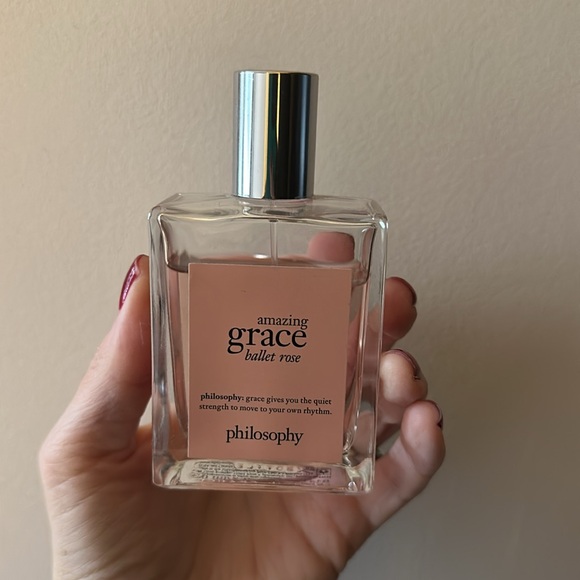 amazing
grace
ballet rose
philosophy: grace gives you the quiet
strength to move to your own rhythm.
philosophy